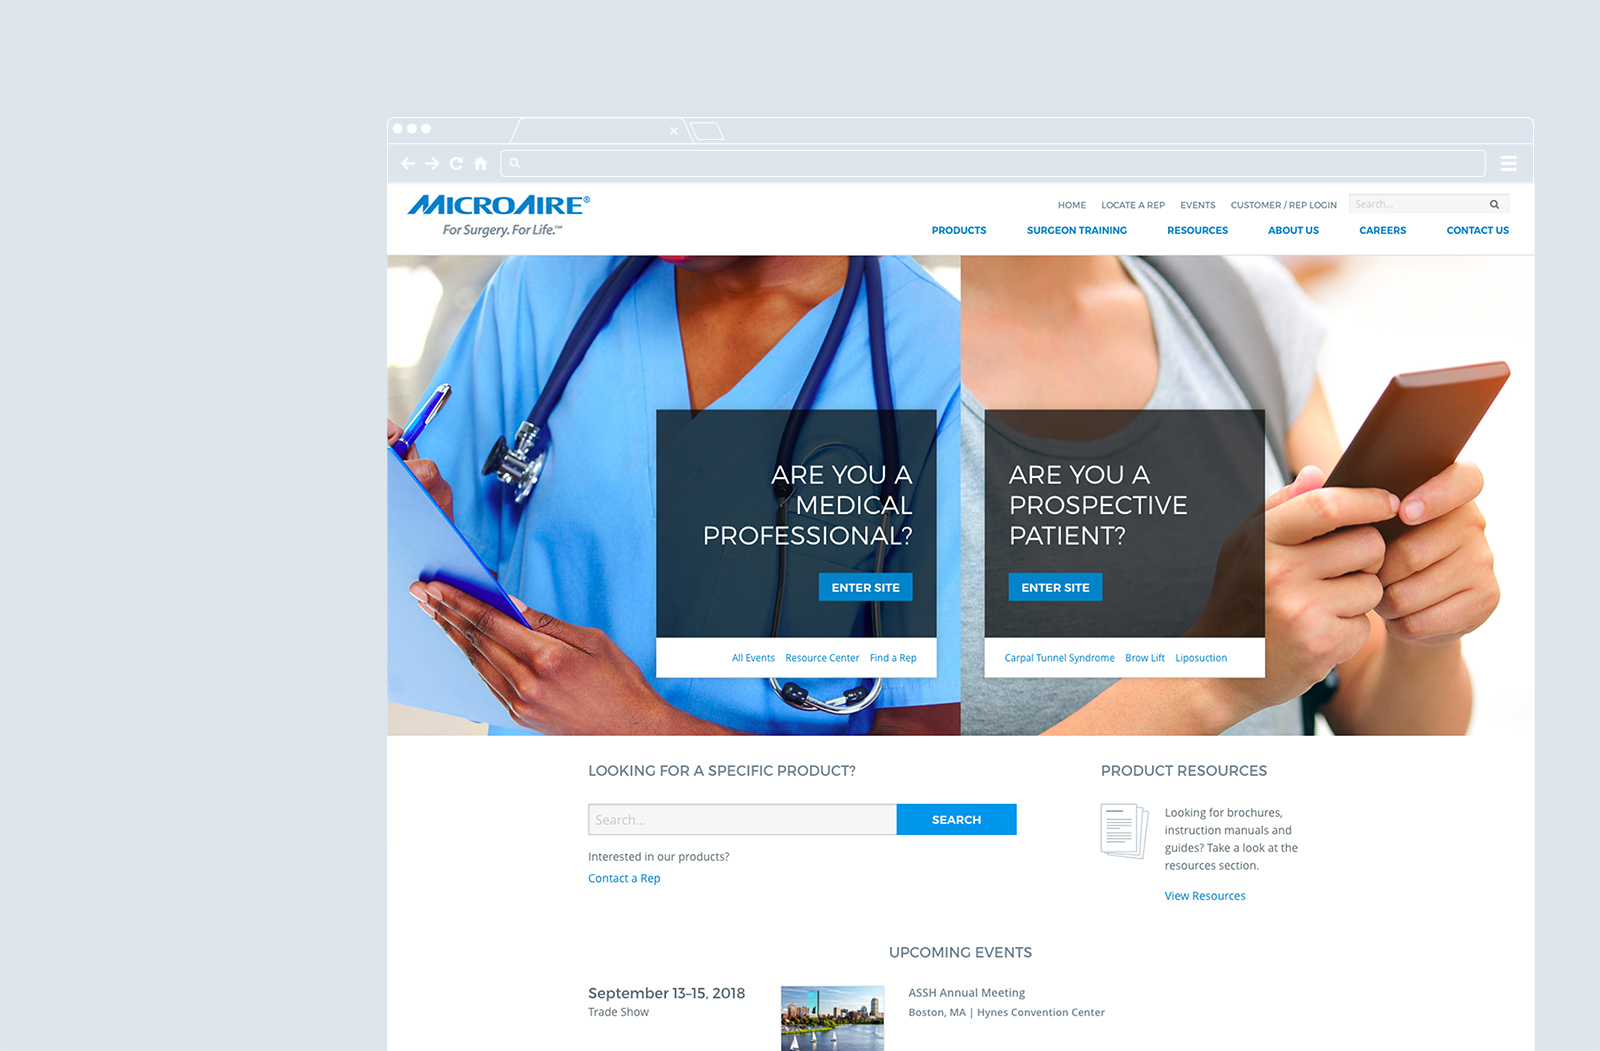 MICROAIRE®
For Surgery. For Life.™
HOME LOCATE A REP EVENTS CUSTOMER / REP LOGIN Search...
PRODUCTS SURGEON TRAINING RESOURCES ABOUT US CAREERS CONTACT US
ARE YOU A
MEDICAL
PROFESSIONAL?
ENTER SITE
All Events Resource Center Find a Rep
ARE YOU A
PROSPECTIVE
PATIENT?
ENTER SITE
Carpal Tunnel Syndrome Brow Lift Liposuction
LOOKING FOR A SPECIFIC PRODUCT?
Search...
SEARCH
Interested in our products?
Contact a Rep
PRODUCT RESOURCES
Looking for brochures,
instruction manuals and
guides? Take a look at the
resources section.
View Resources
UPCOMING EVENTS
September 13–15, 2018
Trade Show
ASSH Annual Meeting
Boston, MA | Hynes Convention Center